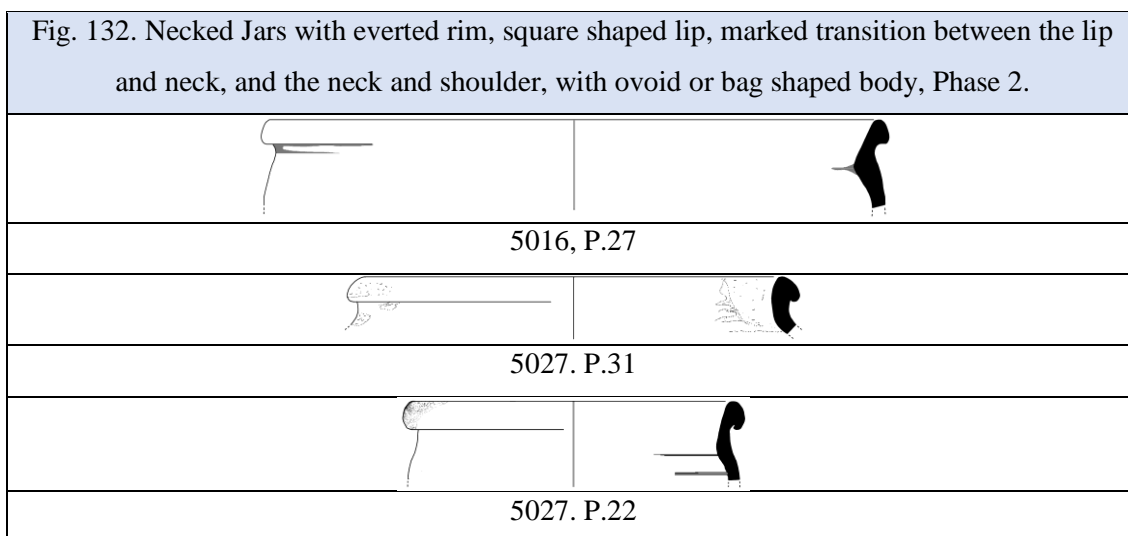 Fig. 132. Necked Jars with everted rim, square shaped lip, marked transition between the lip
and neck, and the neck and shoulder, with ovoid or bag shaped body, Phase 2.
5016, P.27
5027. P.31
5027. P.22